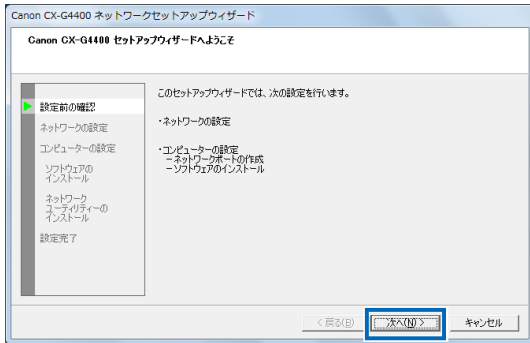 Canon CX-G4400 ネットワークセットアップウィザード
Canon CX-G4400 セットアップウィザードへようこそ
設定前の確認
ネットワークの設定
コンピューターの設定
ソフトウェアの
インストール
ネットワーク
ユーティリティーの
インストール
設定完了
このセットアップウィザードでは、次の設定を行います。
・ネットワークの設定
・コンピューターの設定
－ネットワークポートの作成
－ソフトウェアのインストール
< 戻る(B)
次へ(N) >
キャンセル